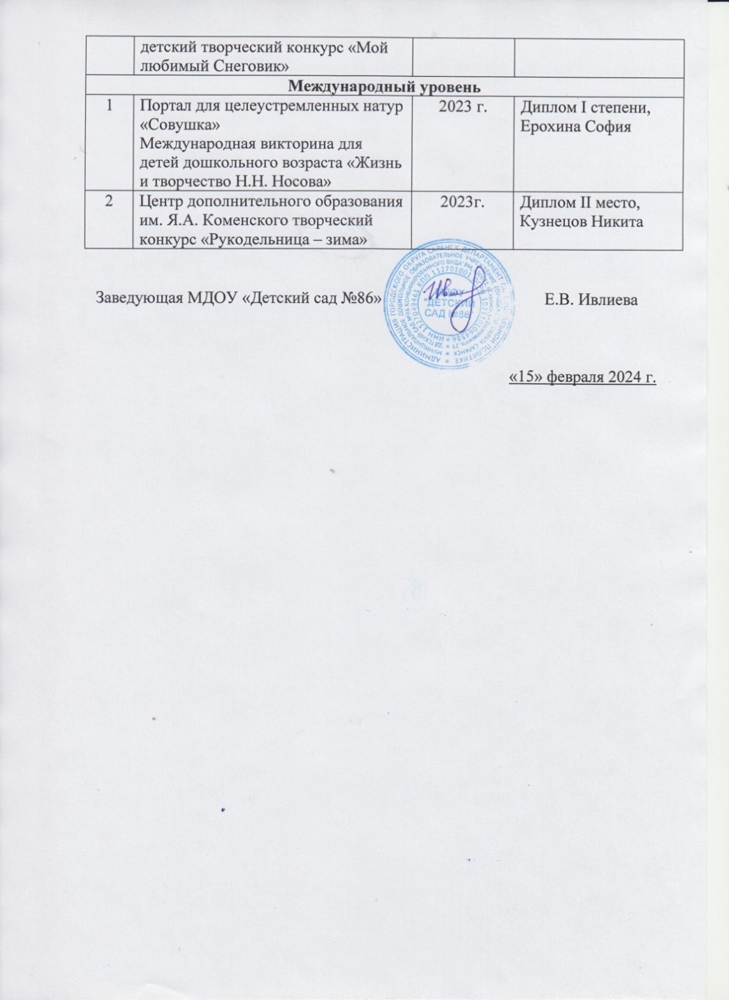 детский творческий конкурс «Мой
любимый Снеговик»
Международный уровень
1 Портал для целеустремленных натур 2023 г. Диплом I степени,
«Совушка» Ерохина София
Международная викторина для
детей дошкольного возраста «Жизнь
и творчество Н.Н. Носова»
2 Центр дополнительного образования 2023г. Диплом II место,
им. Я.А. Коменского творческий Кузнецов Никита
конкурс «Рукодельница – зима»
Заведующая МДОУ «Детский сад №86» Е.В. Ивлиева
"ДЕТСКИЙ
САД №86"
«15» февраля 2024 г.